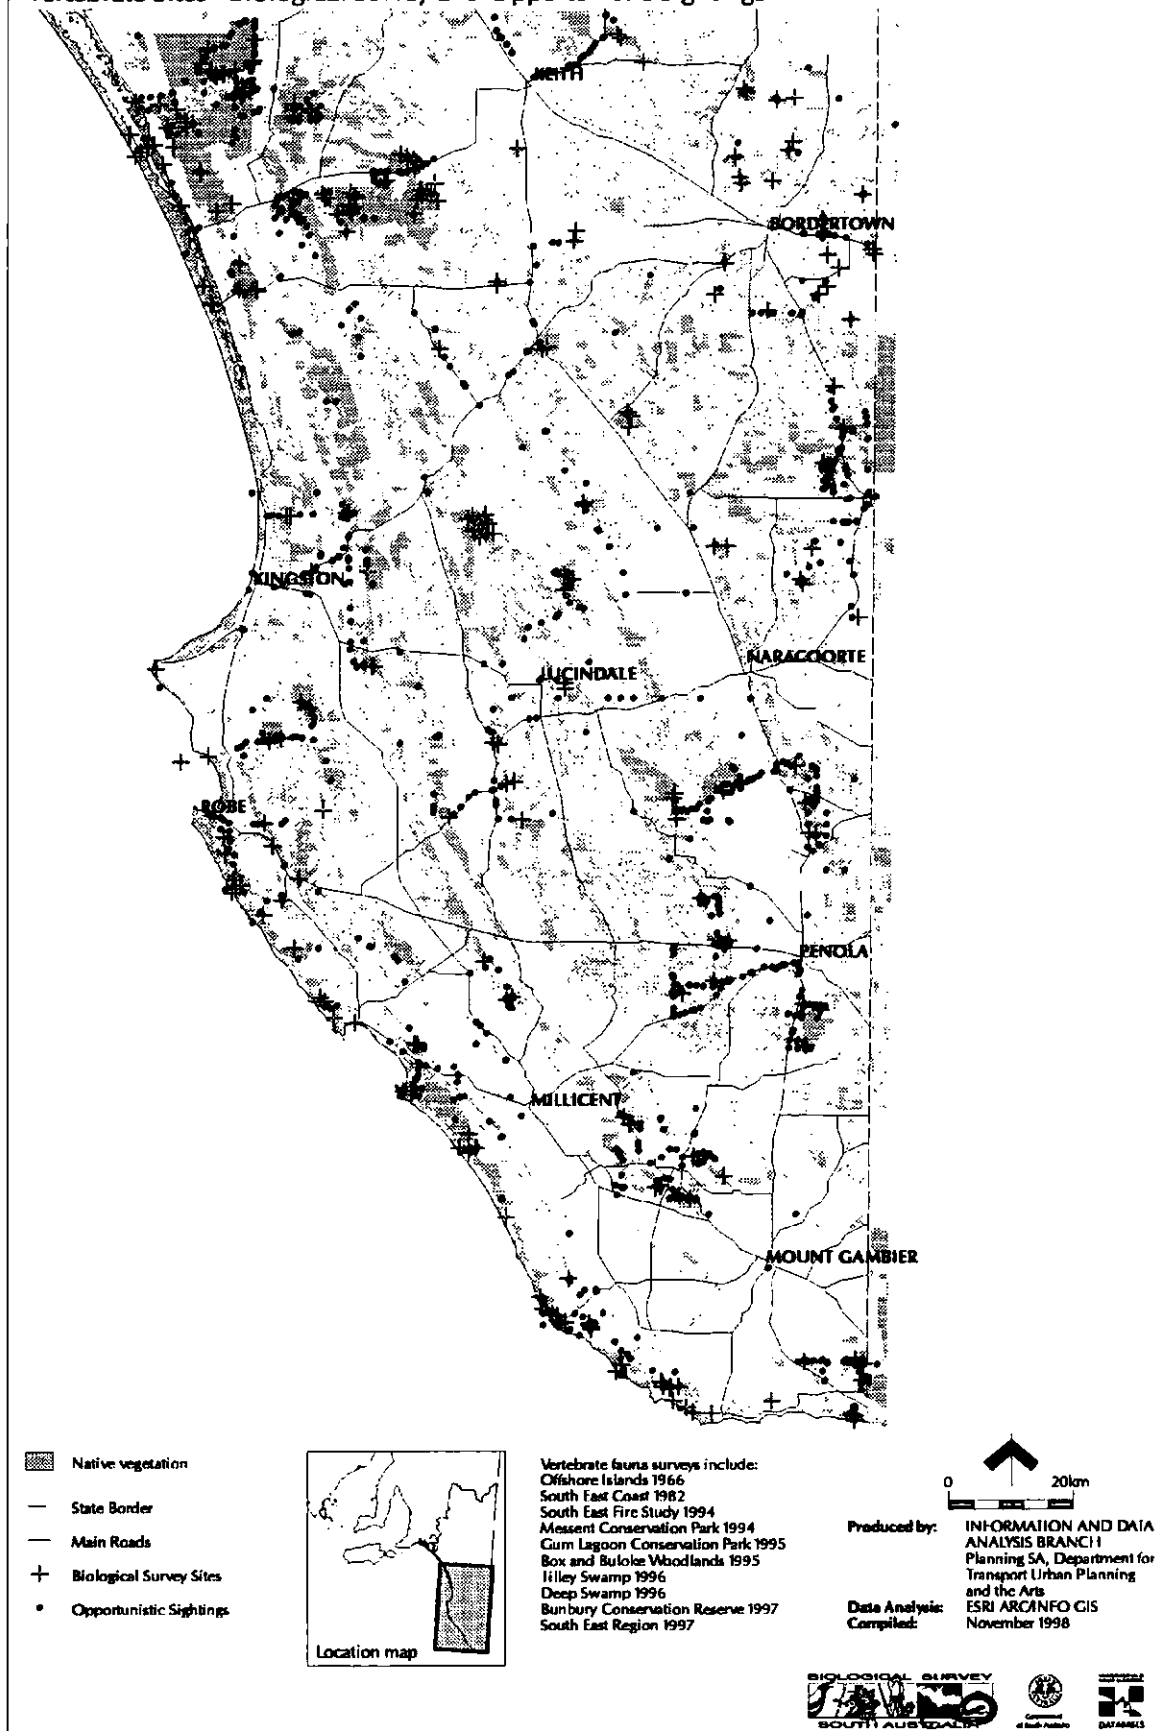 KEITH
BORDERTOWN
KINGSTON
NARACOORTE
LUCINDALE
ROBE
PENOLA
MILLICENT
MOUNT GAMBIER
Native vegetation
State Border
Main Roads
Biological Survey Sites
Opportunistic Sightings
Location map
Vertebrate fauna surveys include:
Offshore Islands 1966
South East Coast 1982
South East Fire Study 1994
Messent Conservation Park 1994
Gum Lagoon Conservation Park 1995
Box and Buloke Woodlands 1995
Tilley Swamp 1996
Deep Swamp 1996
Bunbury Conservation Reserve 1997
South East Region 1997
0 20km
Produced by: INFORMATION AND DATA
ANALYSIS BRANCH
Planning SA, Department for
Transport Urban Planning
and the Arts
Data Analysis: ESRI ARC/INFO GIS
Compiled: November 1998
BIOLOGICAL SURVEY
SOUTH AUSTRALIA